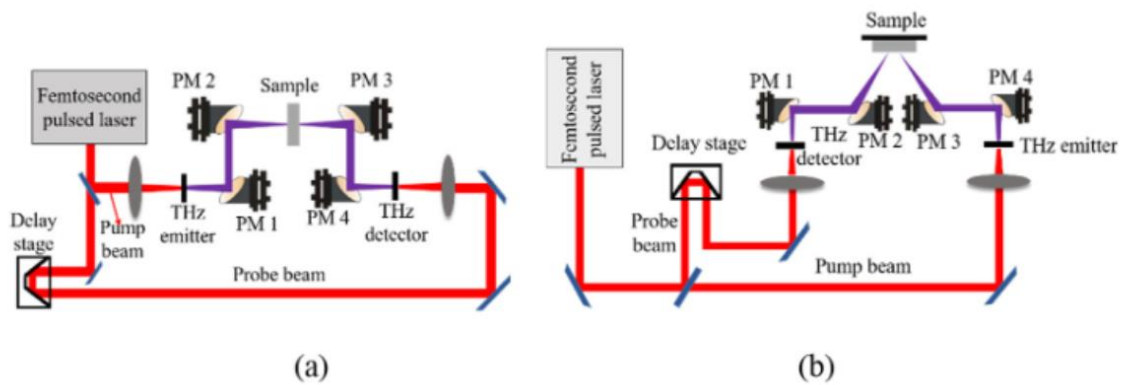 Femtosecond
pulsed laser
PM 2
Sample
PM 3
THz
emitter
PM 1
PM 4
THz
detector
Pump
beam
Delay
stage
Probe beam
(a)
Femtosecond
pulsed laser
Sample
PM 1
PM 4
THz
detector
PM 2
PM 3
THz emitter
Delay stage
Probe
beam
Pump beam
(b)